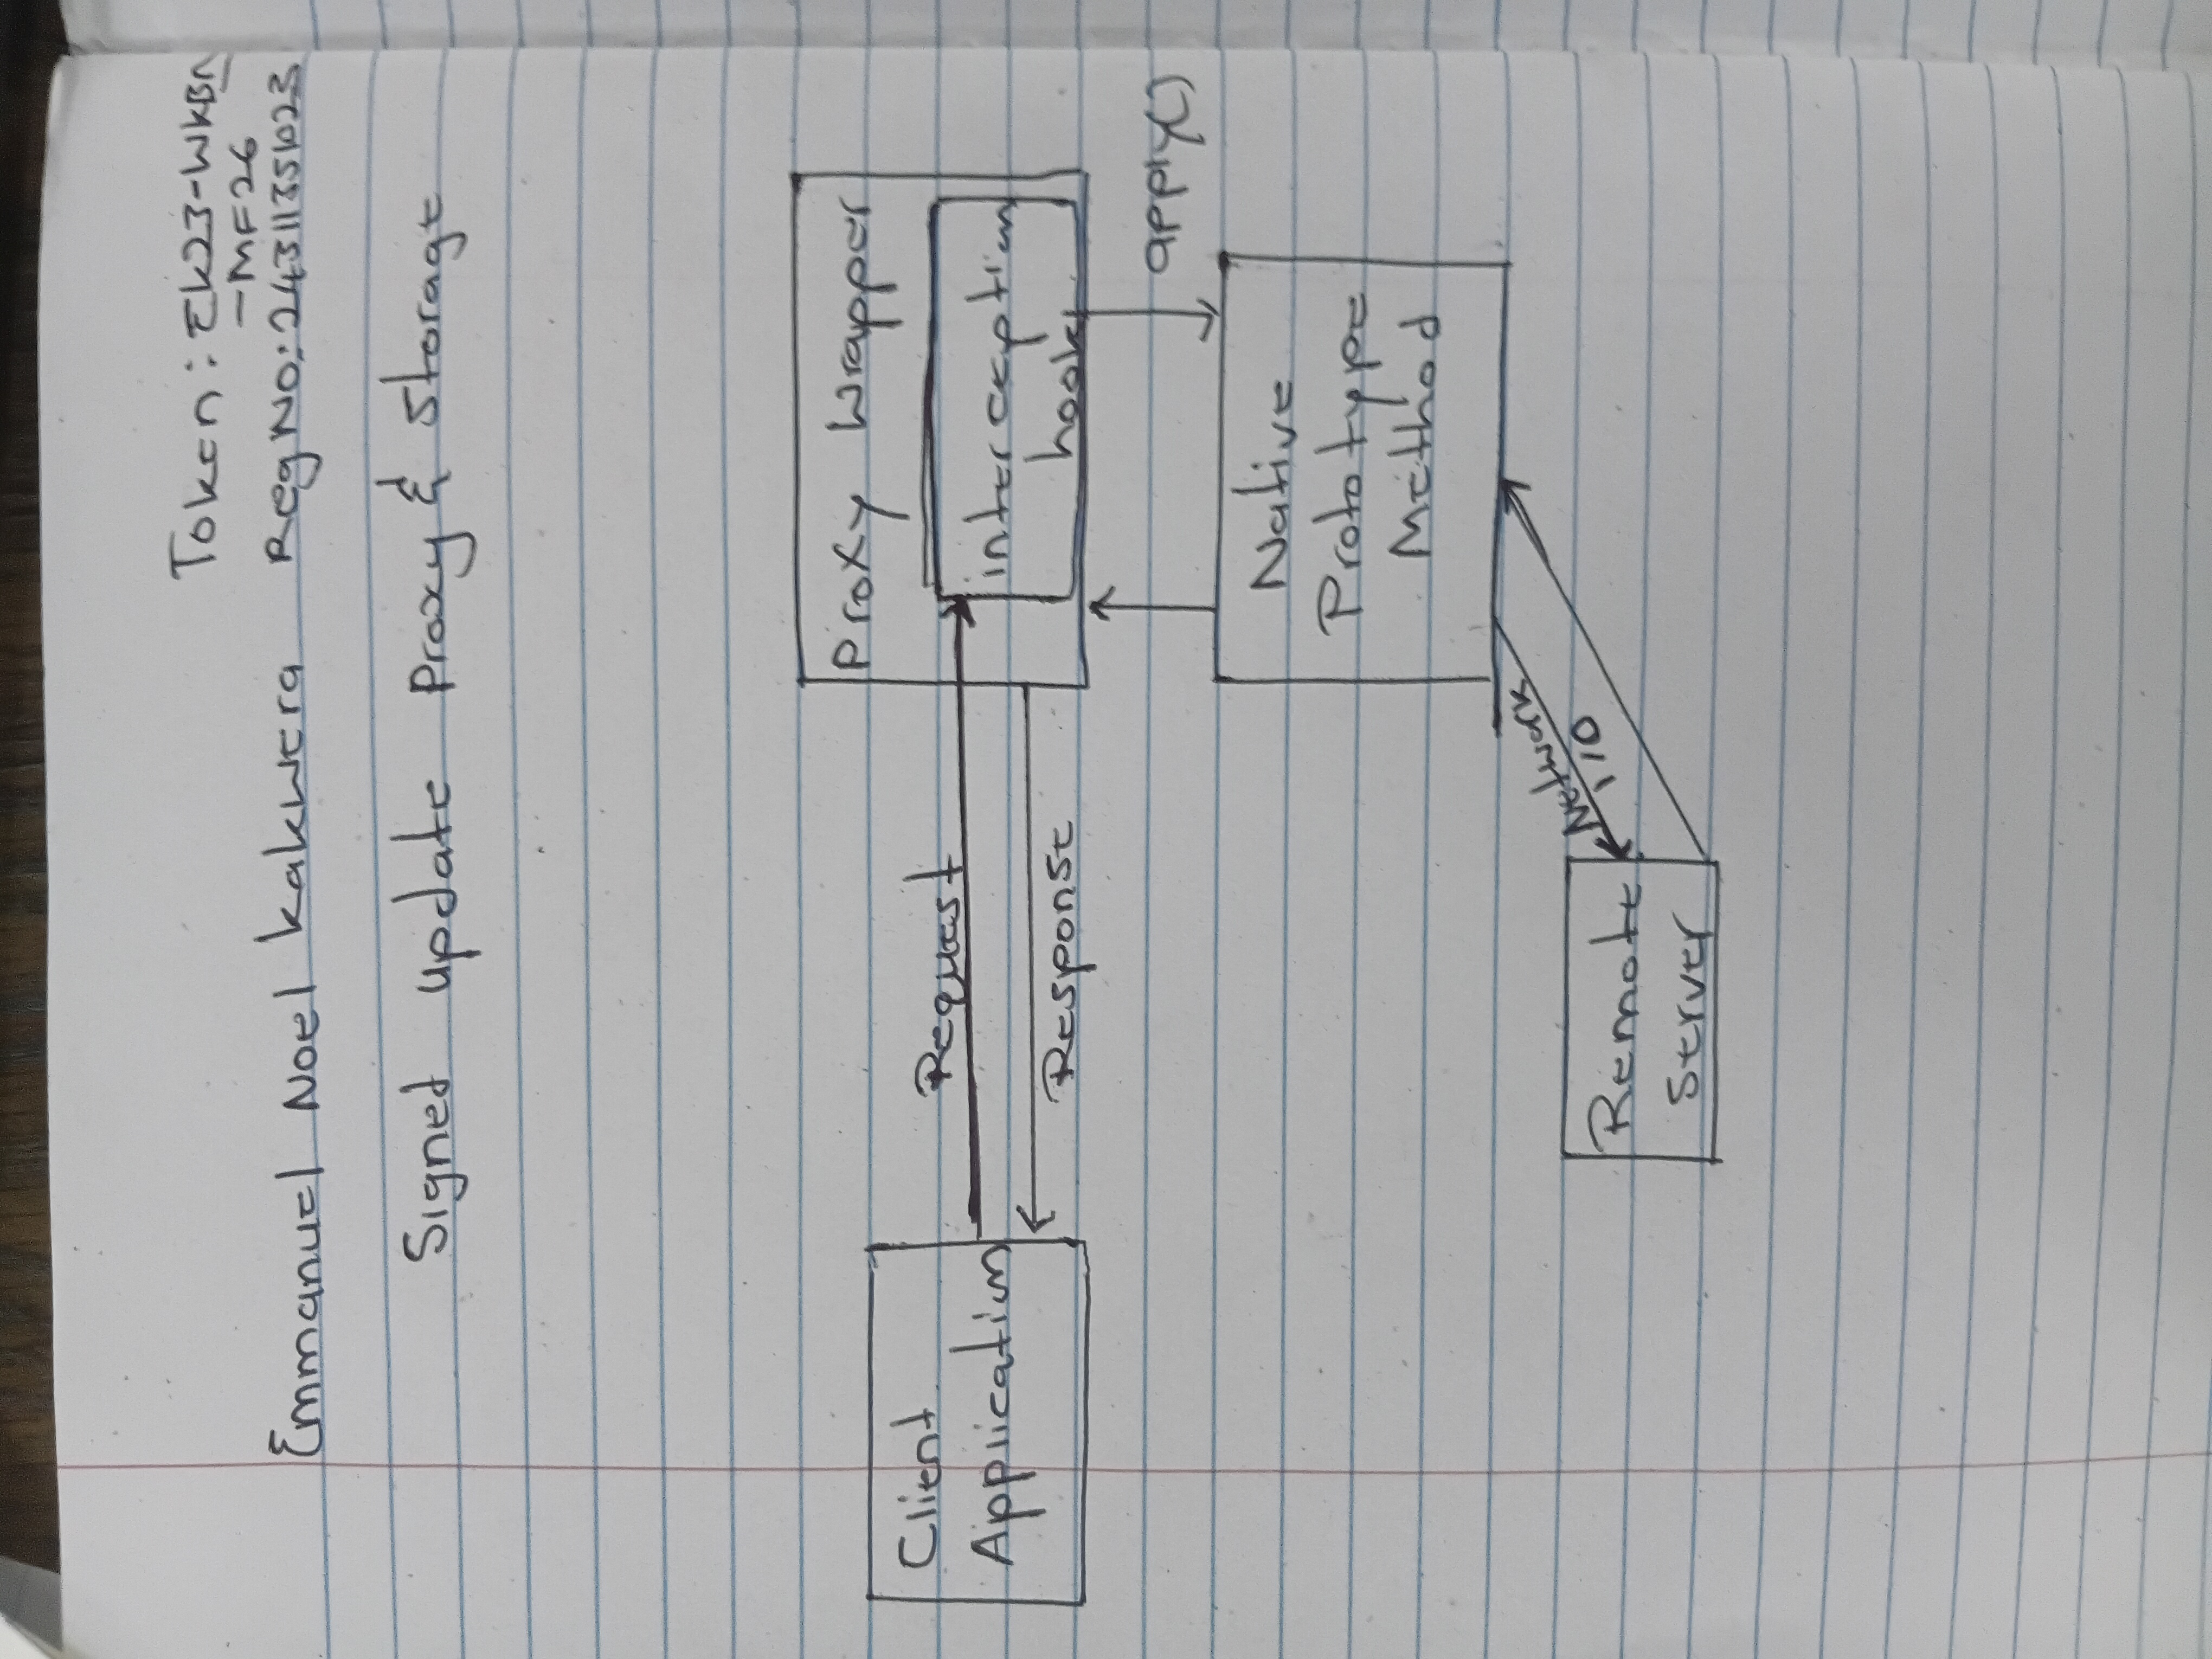 Token: Ek23-WKBN
-MF26
Emmanuel Noel Kakwera RegNo: 24311351023
Signed update Proxy & Storage
Proxy Wrapper
Client
Application
Request
interception
hook
Response
apply()
Native
Prototype
Method
Network
I/O
Remote
Server